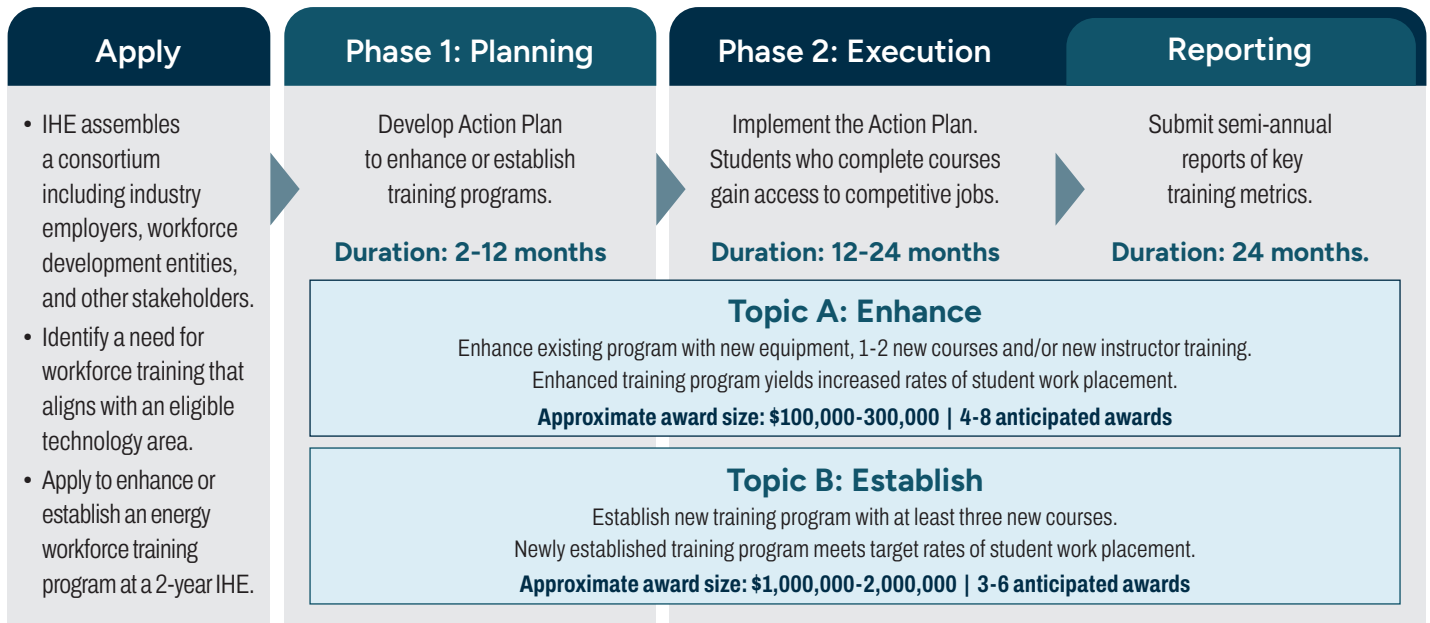 Apply
• IHE assembles
a consortium
including industry
employers, workforce
development entities,
and other stakeholders.
• Identify a need for
workforce training that
aligns with an eligible
technology area.
• Apply to enhance or
establish an energy
workforce training
program at a 2-year IHE.
Phase 1: Planning
Develop Action Plan
to enhance or establish
training programs.
Duration: 2-12 months
Phase 2: Execution
Implement the Action Plan.
Students who complete courses
gain access to competitive jobs.
Duration: 12-24 months
Reporting
Submit semi-annual
reports of key
training metrics.
Duration: 24 months.
Topic A: Enhance
Enhance existing program with new equipment, 1-2 new courses and/or new instructor training.
Enhanced training program yields increased rates of student work placement.
Approximate award size: $100,000-300,000 | 4-8 anticipated awards
Topic B: Establish
Establish new training program with at least three new courses.
Newly established training program meets target rates of student work placement.
Approximate award size: $1,000,000-2,000,000 | 3-6 anticipated awards